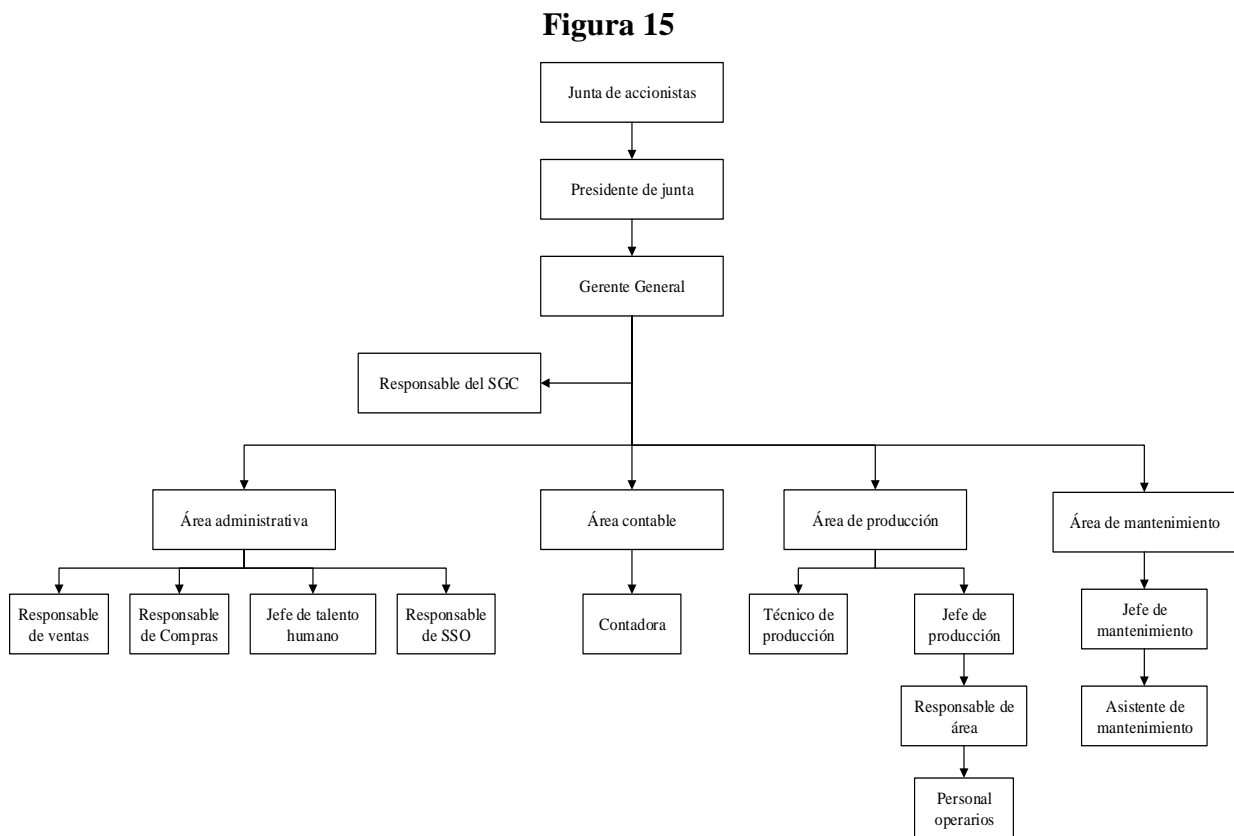 Figura 15
Junta de accionistas
Presidente de junta
Gerente General
Responsable del SGC
Área administrativa
Área contable
Área de producción
Área de mantenimiento
Responsable
de ventas
Responsable
de Compras
Jefe de talento
humano
Responsable
de SSO
Contadora
Técnico de
producción
Jefe de
producción
Jefe de
mantenimiento
Responsable de
área
Asistente de
mantenimiento
Personal
operarios